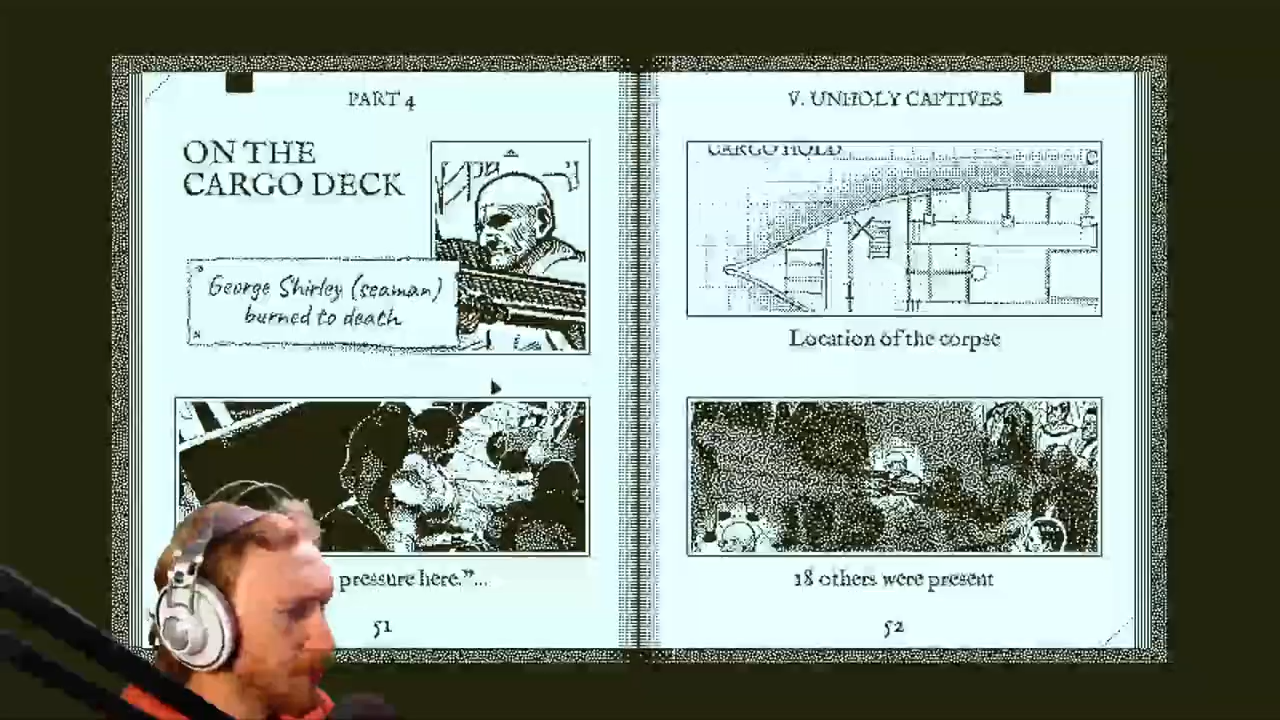 PART 4
ON THE
CARGO DECK
George Shirley (seaman)
burned to death
pressure here."...
51
V. UNHOLY CAPTIVES
CARGO HOLD
Location of the corpse
18 others were present
52